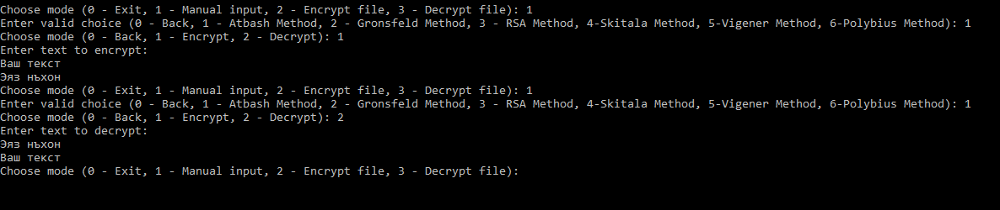 Choose mode (0 - Exit, 1 - Manual input, 2 - Encrypt file, 3 - Decrypt file): 1
Enter valid choice (0 - Back, 1 - Atbash Method, 2 - Gronsfeld Method, 3 - RSA Method, 4-Skitala Method, 5-Vigener Method, 6-Polybius Method): 1
Choose mode (0 - Back, 1 - Encrypt, 2 - Decrypt): 1
Enter text to encrypt:
Ваш текст
Эяз нъхон
Choose mode (0 - Exit, 1 - Manual input, 2 - Encrypt file, 3 - Decrypt file): 1
Enter valid choice (0 - Back, 1 - Atbash Method, 2 - Gronsfeld Method, 3 - RSA Method, 4-Skitala Method, 5-Vigener Method, 6-Polybius Method): 1
Choose mode (0 - Back, 1 - Encrypt, 2 - Decrypt): 2
Enter text to decrypt:
Эяз нъхон
Ваш текст
Choose mode (0 - Exit, 1 - Manual input, 2 - Encrypt file, 3 - Decrypt file):